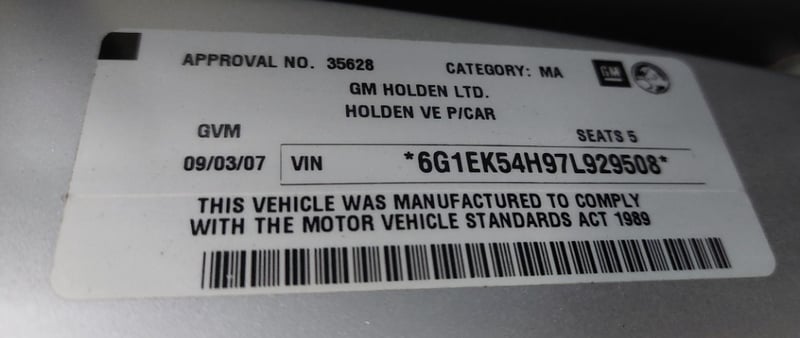 APPROVAL NO. 35628 CATEGORY: MA GM
GM HOLDEN LTD.
HOLDEN VE P/CAR
GVM SEATS 5
09/03/07 VIN *6G1EK54H97L929508*
THIS VEHICLE WAS MANUFACTURED TO COMPLY
WITH THE MOTOR VEHICLE STANDARDS ACT 1989